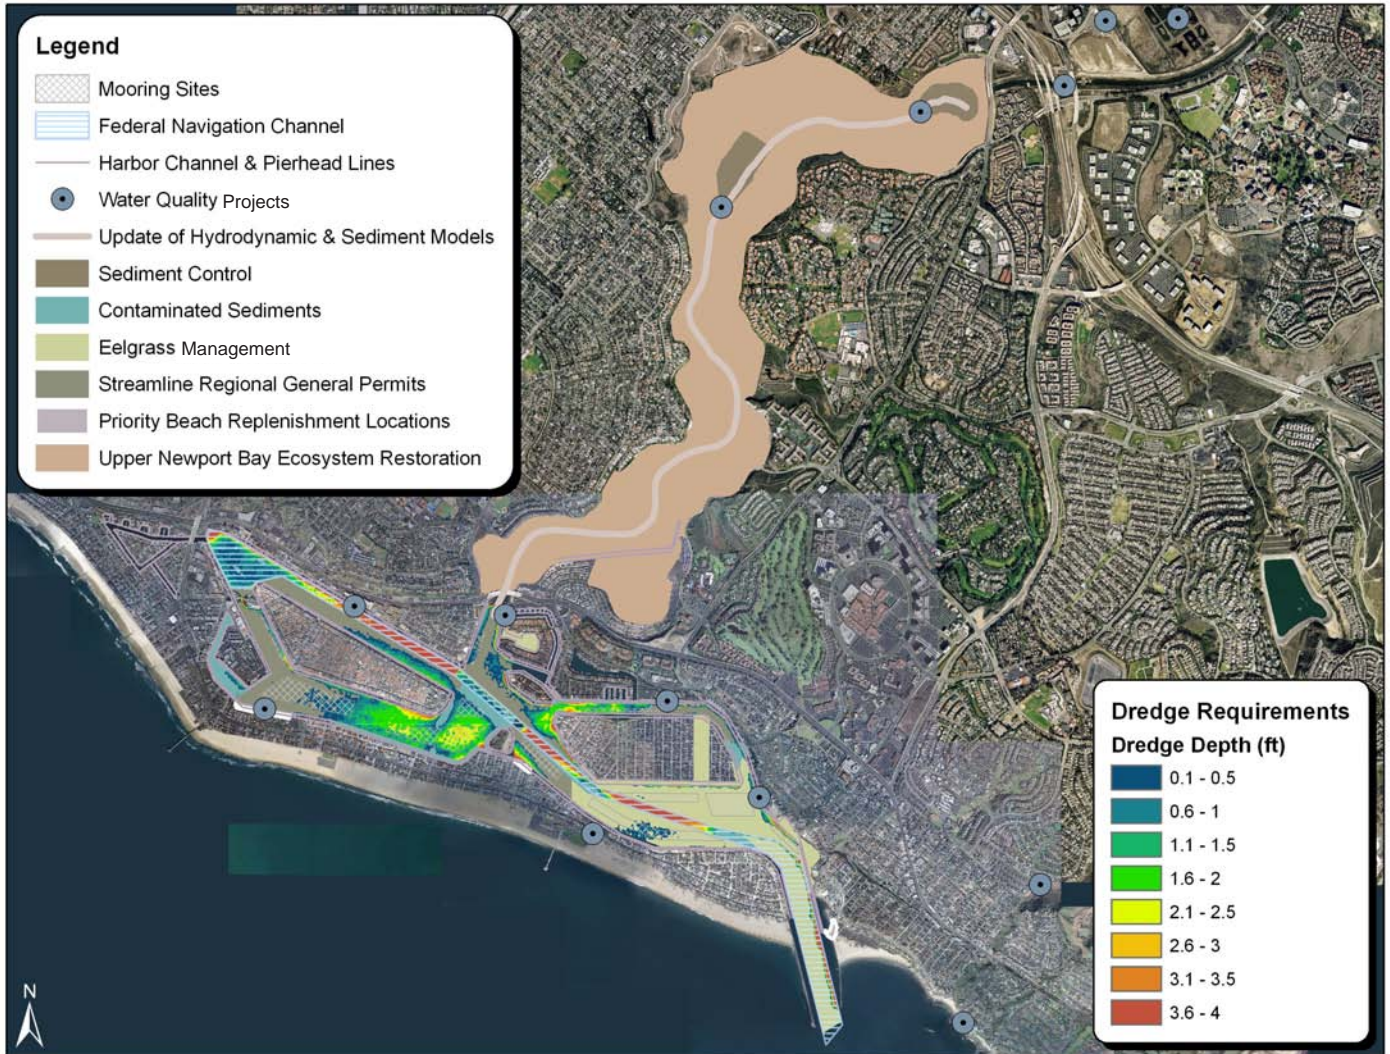 Legend
Mooring Sites
Federal Navigation Channel
Harbor Channel & Pierhead Lines
Water Quality Projects
Update of Hydrodynamic & Sediment Models
Sediment Control
Contaminated Sediments
Eelgrass Management
Streamline Regional General Permits
Priority Beach Replenishment Locations
Upper Newport Bay Ecosystem Restoration
Dredge Requirements
Dredge Depth (ft)
0.1 - 0.5
0.6 - 1
1.1 - 1.5
1.6 - 2
2.1 - 2.5
2.6 - 3
3.1 - 3.5
3.6 - 4
N